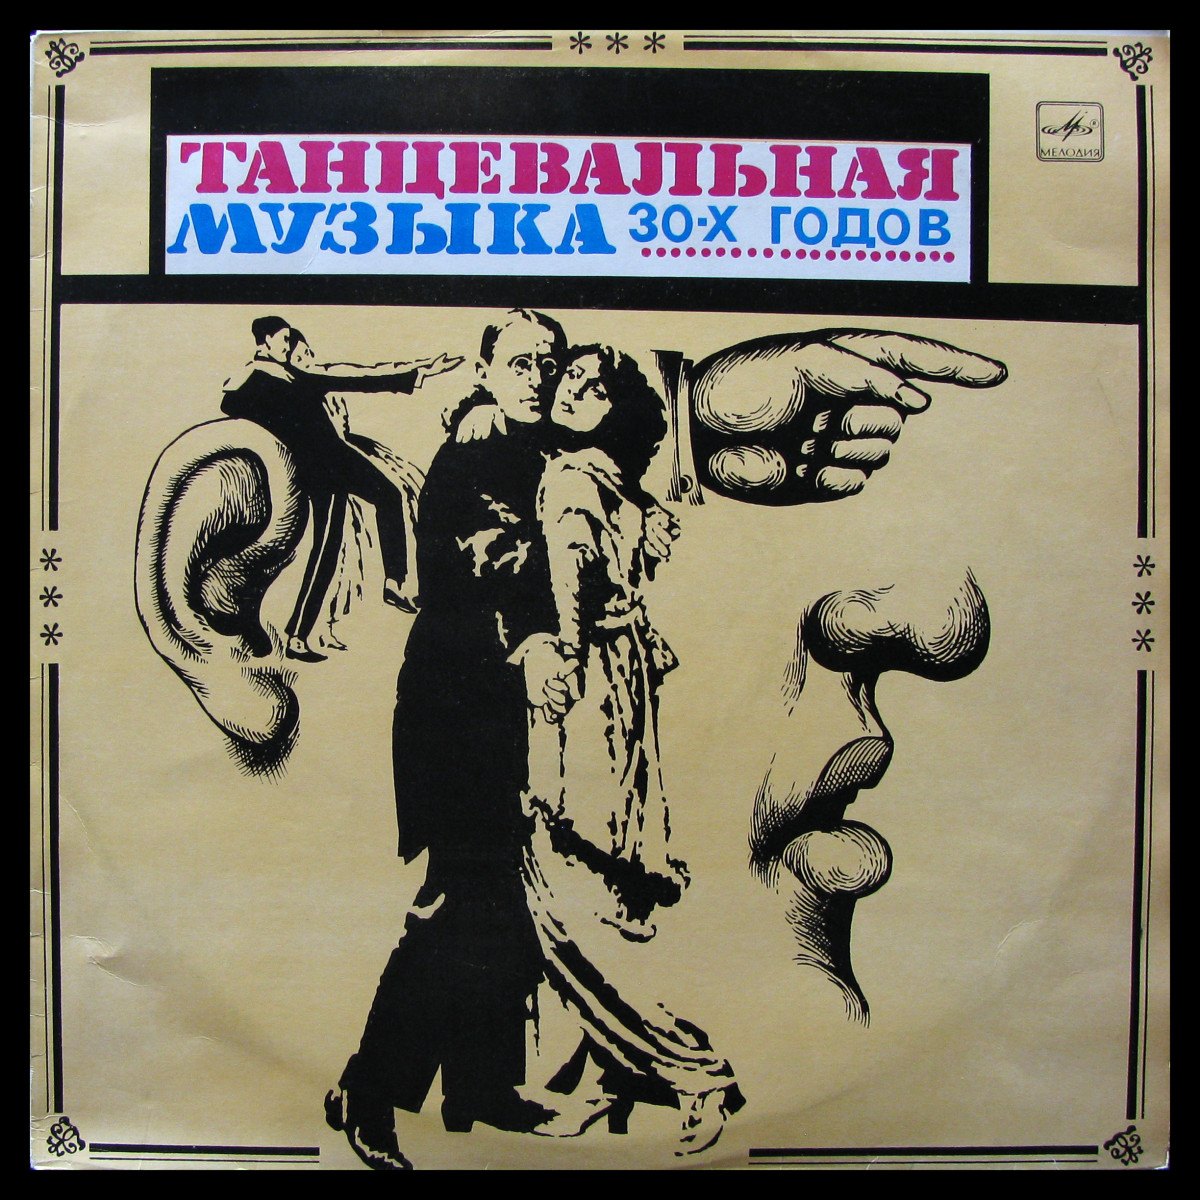 ТАНЦЕВАЛЬНАЯ
МУЗЫКА 30-Х ГОДОВ
МЕЛОДИЯ